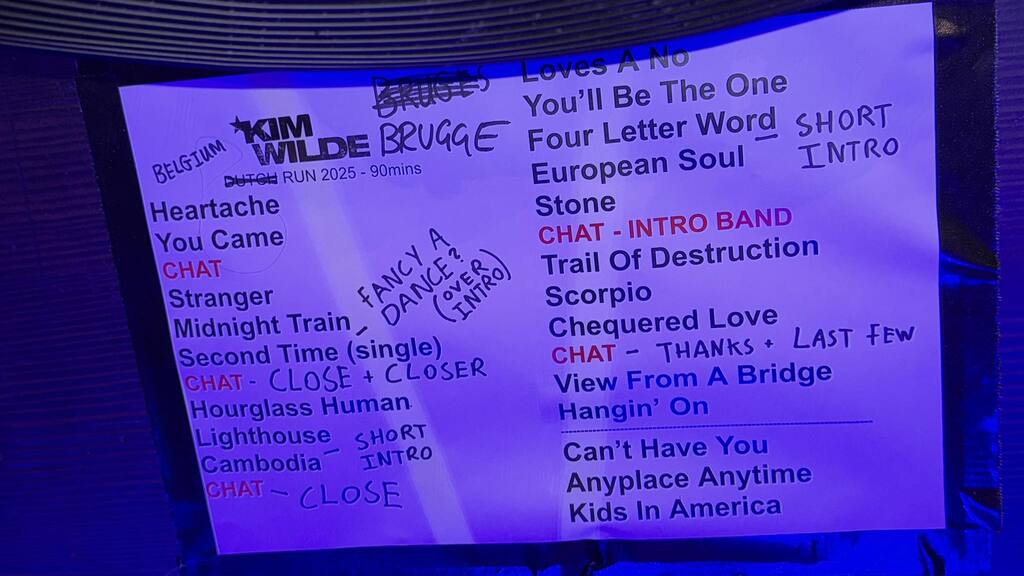 BRUGES
BELGIUM
KIM
WILDE
BRUGGE
DUTCH RUN 2025 - 90mins
Heartache
You Came
CHAT
Stranger
Midnight Train - FANCY A
DANCE?
(OVER
INTRO)
Second Time (single)
CHAT - CLOSE + CLOSER
Hourglass Human
Lighthouse
Cambodia - SHORT
INTRO
CHAT - CLOSE
Loves A No
You'll Be The One
Four Letter Word - SHORT
INTRO
European Soul
Stone
CHAT - INTRO BAND
Trail Of Destruction
Scorpio
Chequered Love
CHAT - THANKS + LAST FEW
View From A Bridge
Hangin' On
Can't Have You
Anyplace Anytime
Kids In America